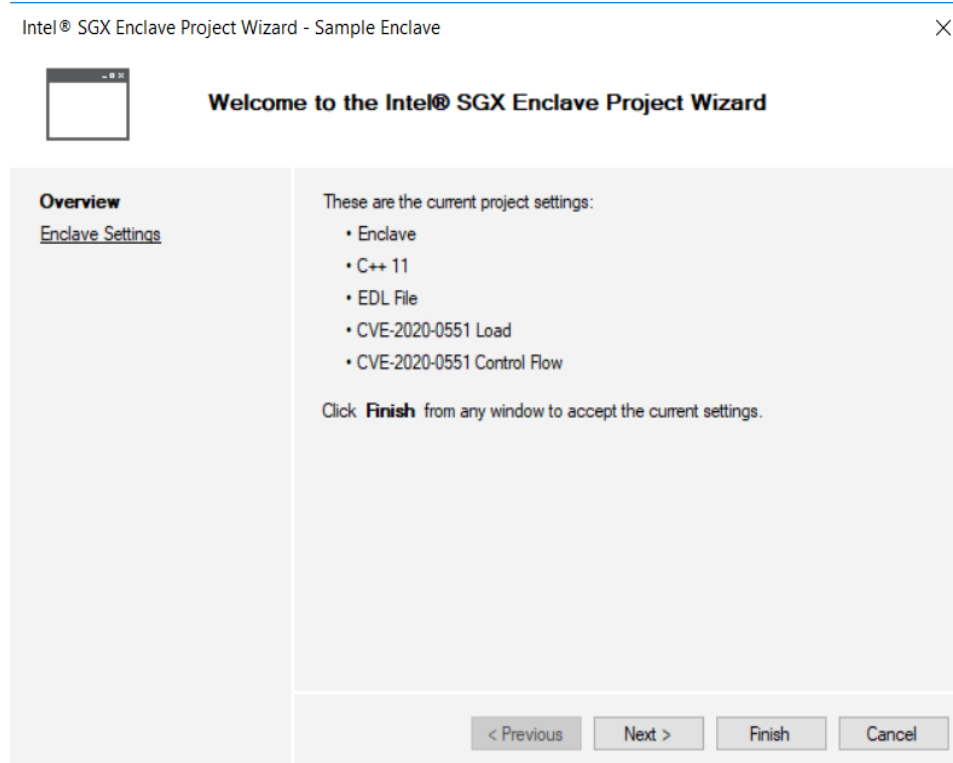 Intel® SGX Enclave Project Wizard - Sample Enclave
Welcome to the Intel® SGX Enclave Project Wizard
Overview
Enclave Settings
These are the current project settings:
• Enclave
• C++ 11
• EDL File
• CVE-2020-0551 Load
• CVE-2020-0551 Control Flow
Click Finish from any window to accept the current settings.
< Previous
Next >
Finish
Cancel